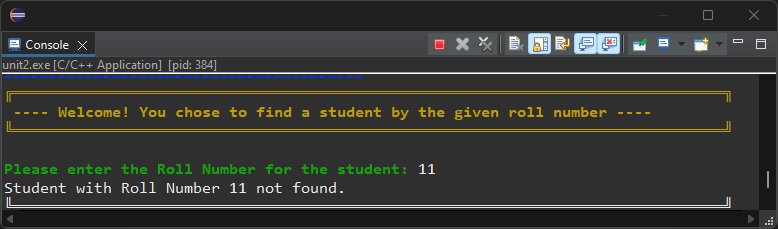 Console
unit2.exe [C/C++ Application] [pid: 384]
---- Welcome! You chose to find a student by the given roll number ----
Please enter the Roll Number for the student: 11
Student with Roll Number 11 not found.